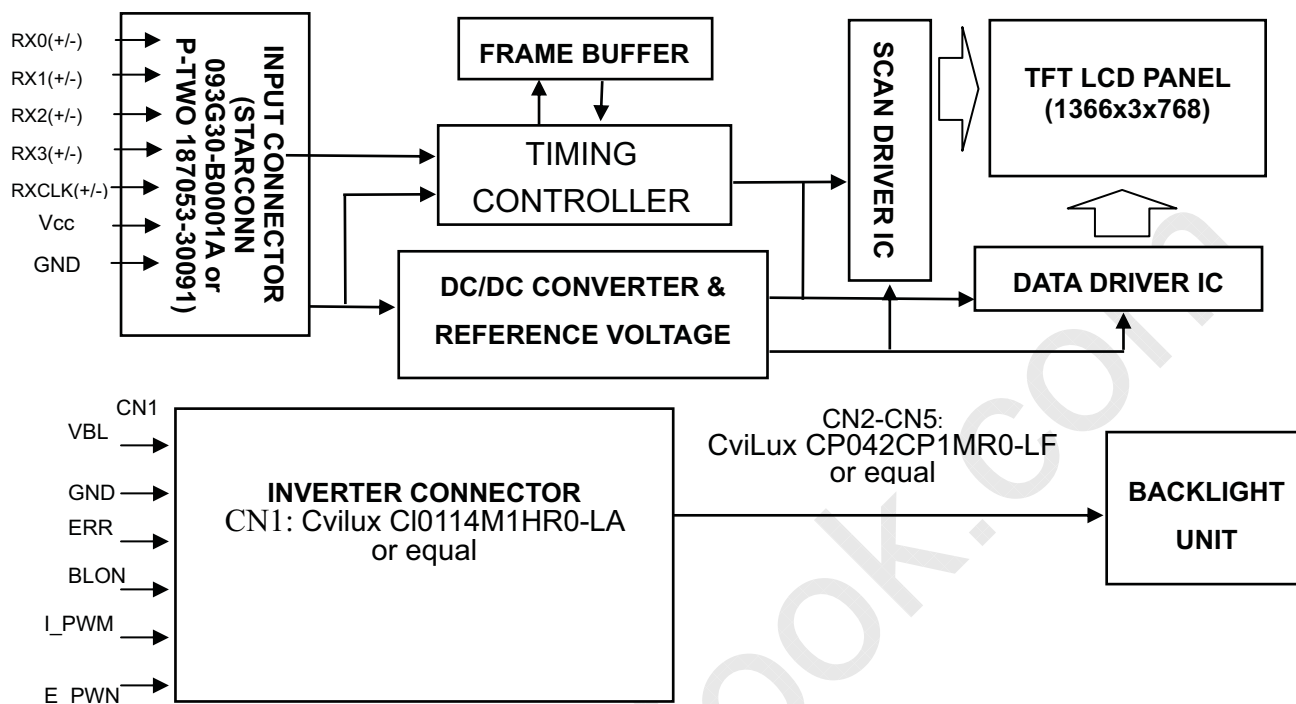 RX0(+/-)
RX1(+/-)
RX2(+/-)
RX3(+/-)
RXCLK(+/-)
Vcc
GND
INPUT CONNECTOR
(STARCONN
093G30-B0001A or
P-TWO 187053-30091)
FRAME BUFFER
TIMING
CONTROLLER
DC/DC CONVERTER &
REFERENCE VOLTAGE
SCAN DRIVER IC
TFT LCD PANEL
(1366x3x768)
DATA DRIVER IC
CN1
VBL
GND
ERR
BLON
I_PWM
E_PWN
INVERTER CONNECTOR
CN1: Cvilux CI0114M1HR0-LA
or equal
CN2-CN5:
CviLux CP042CP1MR0-LF
or equal
BACKLIGHT
UNIT
ook.com